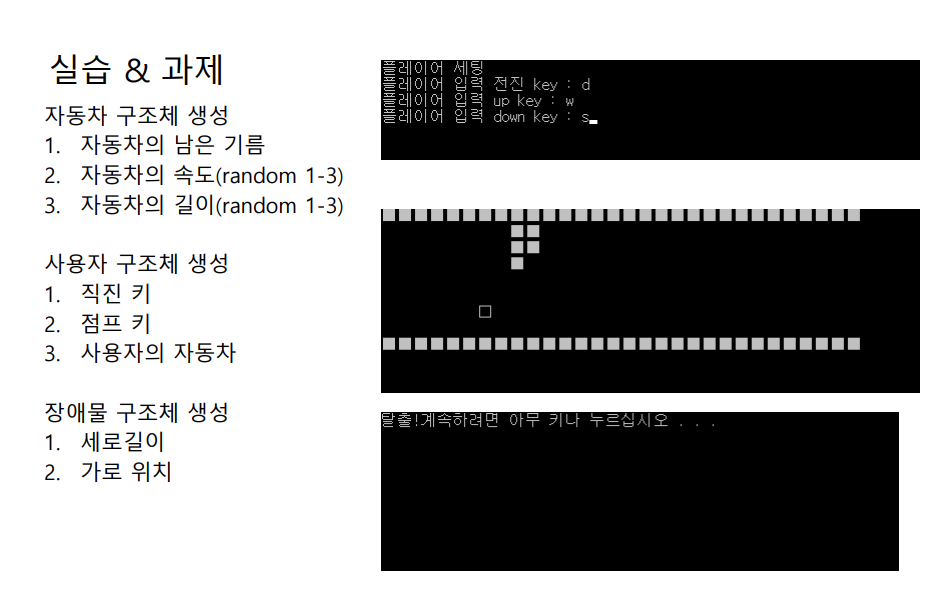 실습 & 과제
자동차 구조체 생성
1. 자동차의 남은 기름
2. 자동차의 속도(random 1-3)
3. 자동차의 길이(random 1-3)
사용자 구조체 생성
1. 직진 키
2. 점프 키
3. 사용자의 자동차
장애물 구조체 생성
1. 세로길이
2. 가로 위치
플레이어 세팅
플레이어 입력 전진 key : d
플레이어 입력 up key : w
플레이어 입력 down key : s
탈출!계속하려면 아무 키나 누르십시오 . . .